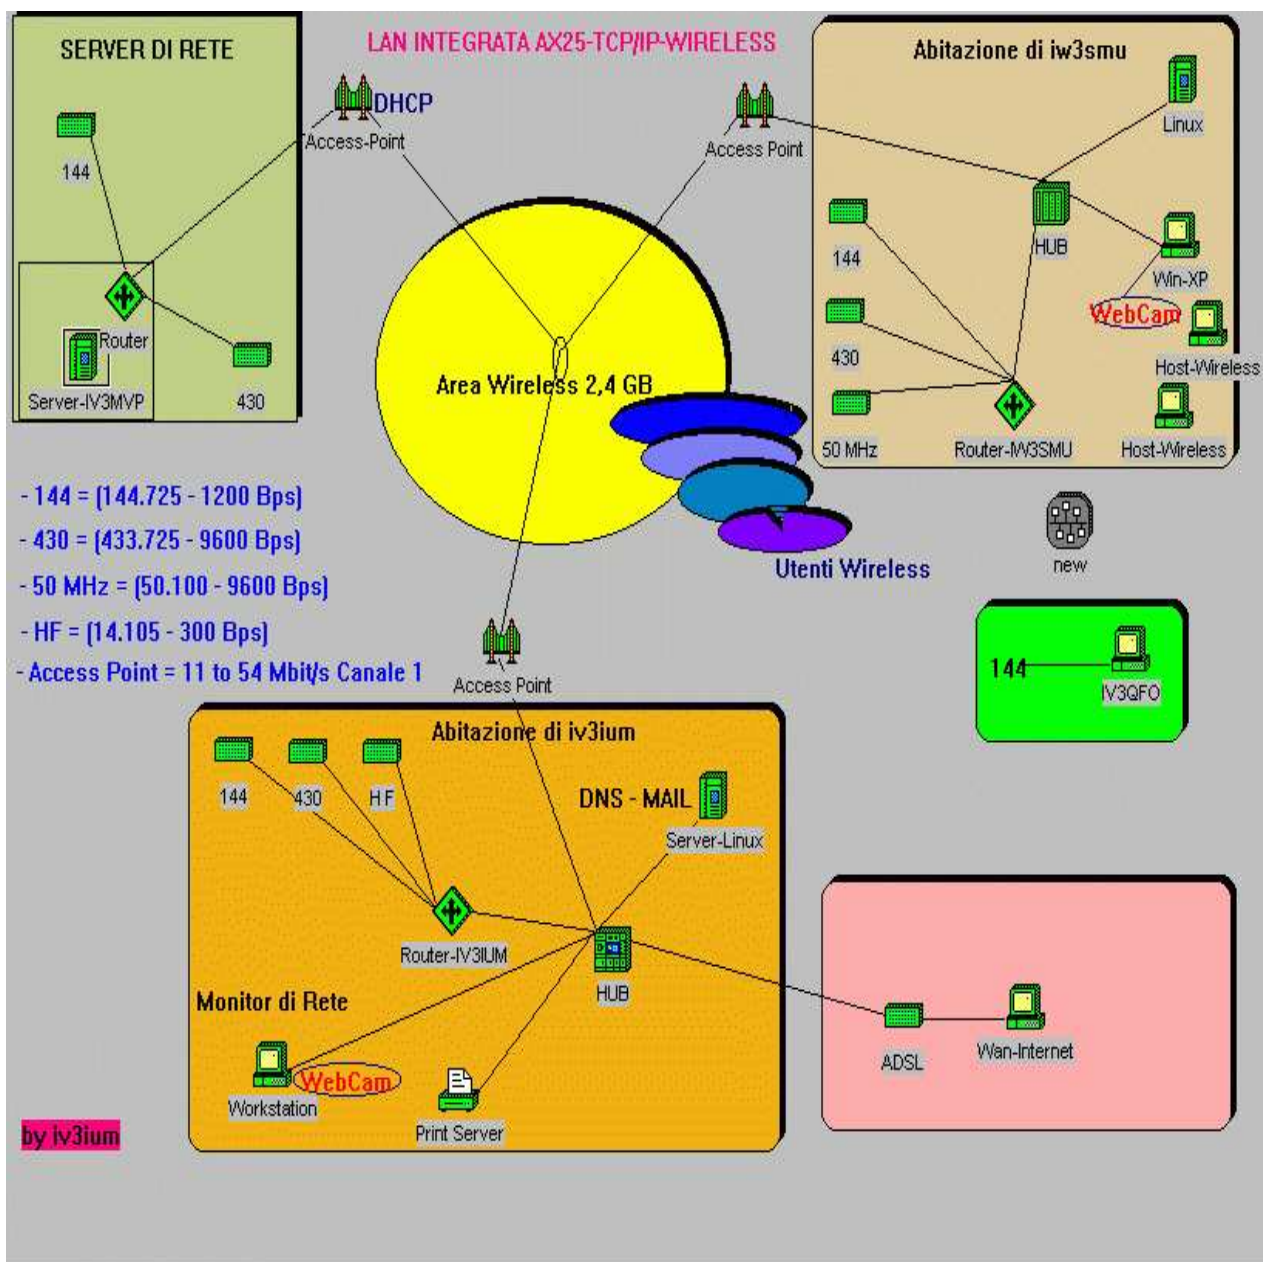 LAN INTEGRATA AX25-TCP/IP-WIRELESS
SERVER DI RETE
144
Router
Server-IV3MVP
430
DHCP
Access-Point
Access Point
Abitazione di iw3smu
Linux
HUB
144
Win-XP
WebCam
430
Host-Wireless
50 MHz
Router-IW3SMU
Host-Wireless
Area Wireless 2,4 GB
Utenti Wireless
new
- 144 = (144.725 - 1200 Bps)
- 430 = (433.725 - 9600 Bps)
- 50 MHz = (50.100 - 9600 Bps)
- HF = (14.105 - 300 Bps)
- Access Point = 11 to 54 Mbit/s Canale 1
Access Point
144
IV3QFO
Abitazione di iv3ium
144
430
H F
DNS - MAIL
Server-Linux
Router-IV3IUM
HUB
Monitor di Rete
WebCam
Workstation
Print Server
ADSL
Wan-Internet
by iv3ium